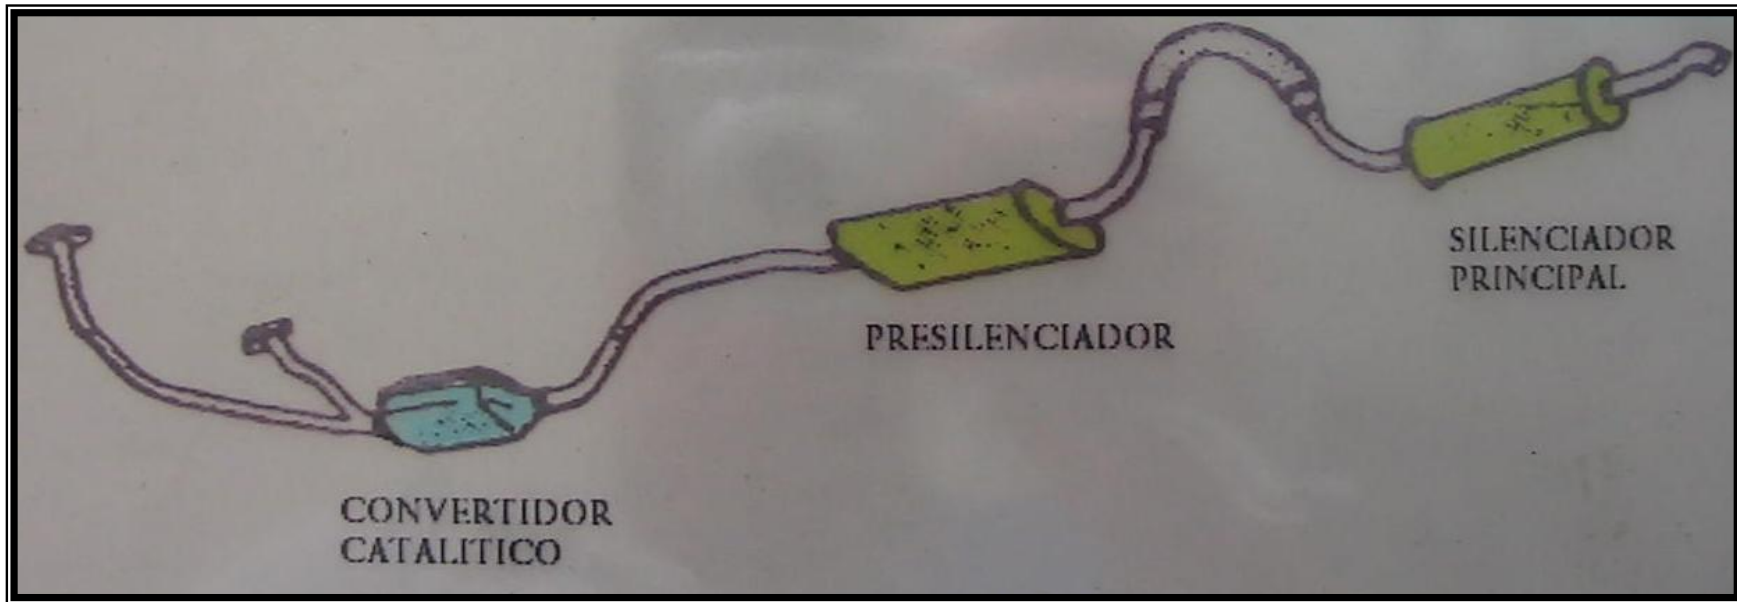 CONVERTIDOR
CATALITICO
PRESILENCIADOR
SILENCIADOR
PRINCIPAL